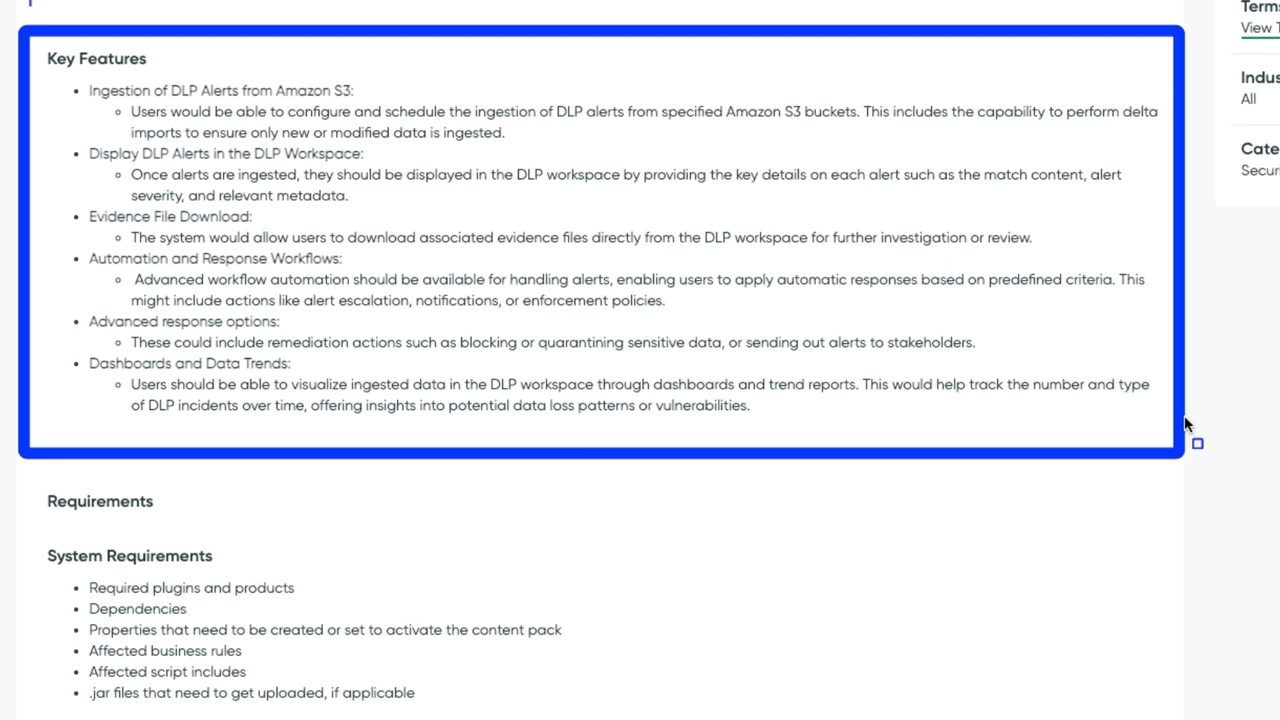 Key Features
• Ingestion of DLP Alerts from Amazon S3:
◦ Users would be able to configure and schedule the ingestion of DLP alerts from specified Amazon S3 buckets. This includes the capability to perform delta
imports to ensure only new or modified data is ingested.
• Display DLP Alerts in the DLP Workspace:
◦ Once alerts are ingested, they should be displayed in the DLP workspace by providing the key details on each alert such as the match content, alert
severity, and relevant metadata.
• Evidence File Download:
◦ The system would allow users to download associated evidence files directly from the DLP workspace for further investigation or review.
• Automation and Response Workflows:
◦ Advanced workflow automation should be available for handling alerts, enabling users to apply automatic responses based on predefined criteria. This
might include actions like alert escalation, notifications, or enforcement policies.
• Advanced response options:
◦ These could include remediation actions such as blocking or quarantining sensitive data, or sending out alerts to stakeholders.
• Dashboards and Data Trends:
◦ Users should be able to visualize ingested data in the DLP workspace through dashboards and trend reports. This would help track the number and type
of DLP incidents over time, offering insights into potential data loss patterns or vulnerabilities.
Requirements
System Requirements
• Required plugins and products
• Dependencies
• Properties that need to be created or set to activate the content pack
• Affected business rules
• Affected script includes
• .jar files that need to get uploaded, if applicable
Terms
View
All